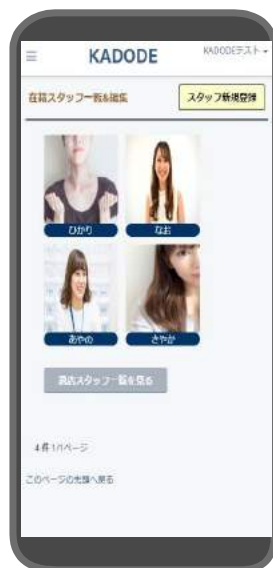 KADODE
KADODEテスト
在籍スタッフ一覧&編集
スタッフ新規登録
ひかり
なお
あやの
さやか
退店スタッフ一覧を見る
4件 1/1ページ
このページの先頭へ戻る